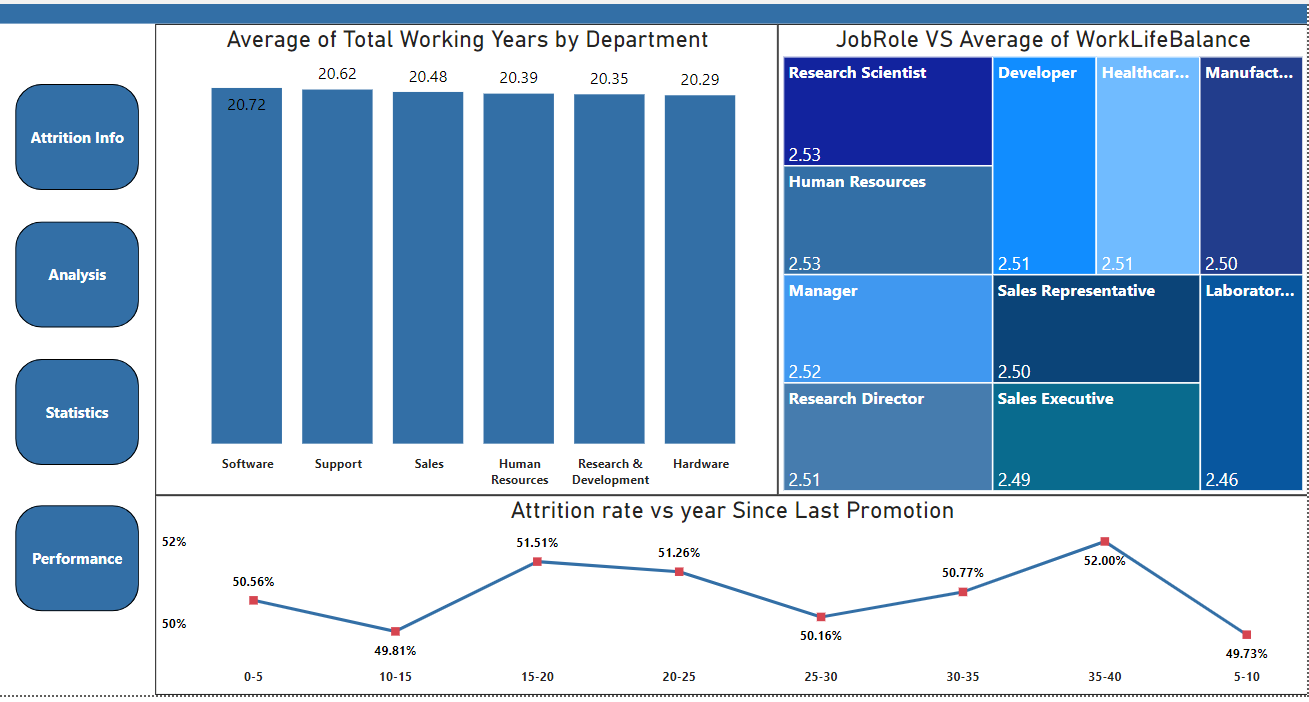 Attrition Info
Analysis
Statistics
Performance
Average of Total Working Years by Department
20.72
20.62
20.48
20.39
20.35
20.29
Software
Support
Sales
Human
Resources
Research &
Development
Hardware
JobRole VS Average of WorkLifeBalance
Research Scientist
2.53
Human Resources
2.53
Manager
2.52
Research Director
2.51
Developer
2.51
Healthcar...
2.51
Manufact...
2.50
Sales Representative
2.50
Sales Executive
2.49
Laborator...
2.46
Attrition rate vs year Since Last Promotion
52%
50%
50.56%
49.81%
51.51%
51.26%
50.16%
50.77%
52.00%
49.73%
0-5
10-15
15-20
20-25
25-30
30-35
35-40
5-10